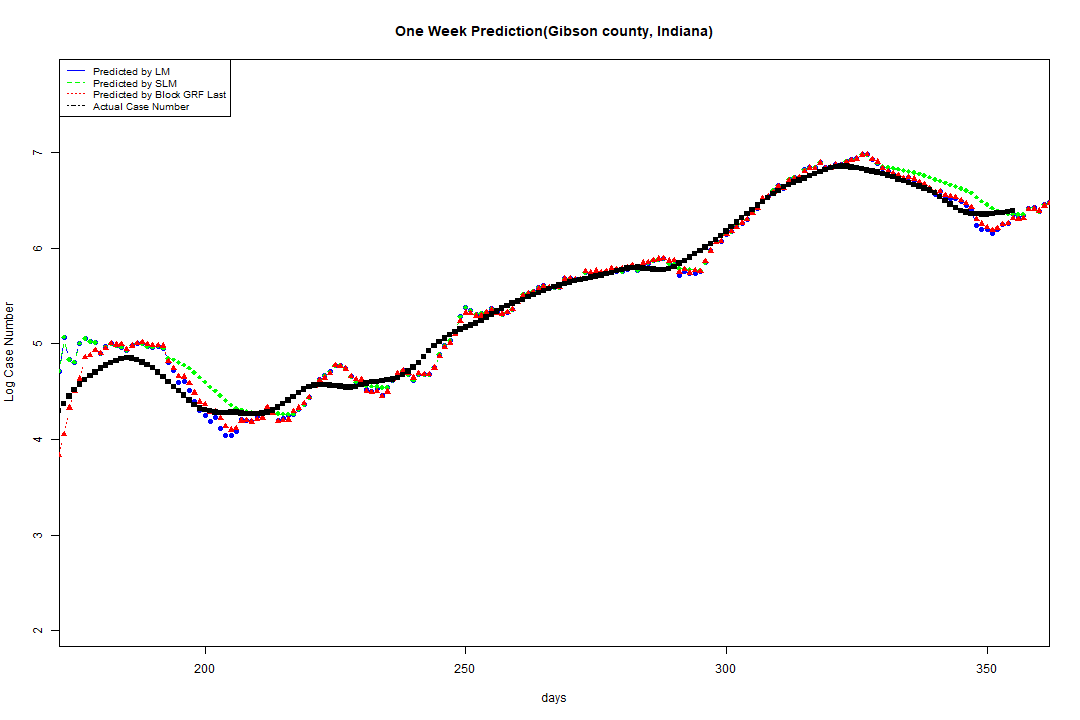 One Week Prediction(Gibson county, Indiana)
Predicted by LM
Predicted by SLM
Predicted by Block GRF Last
Actual Case Number
7
6
5
4
3
2
Log Case Number
200 250 300 350
days